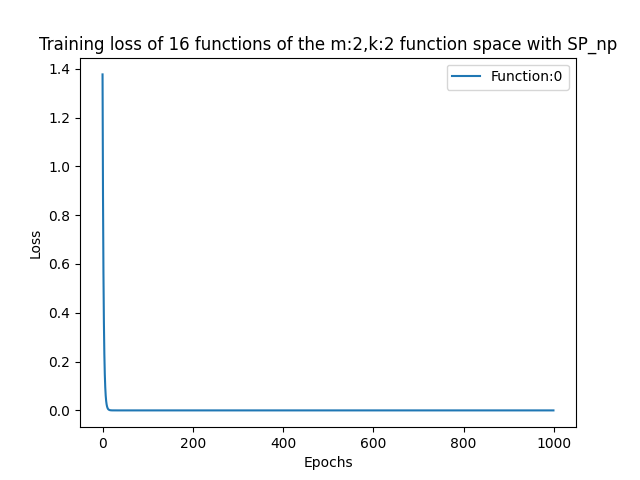 Training loss of 16 functions of the m:2,k:2 function space with SP_np
Function:0
1.4
1.2
1.0
0.8
0.6
0.4
0.2
0.0
Loss
0 200 400 600 800 1000
Epochs